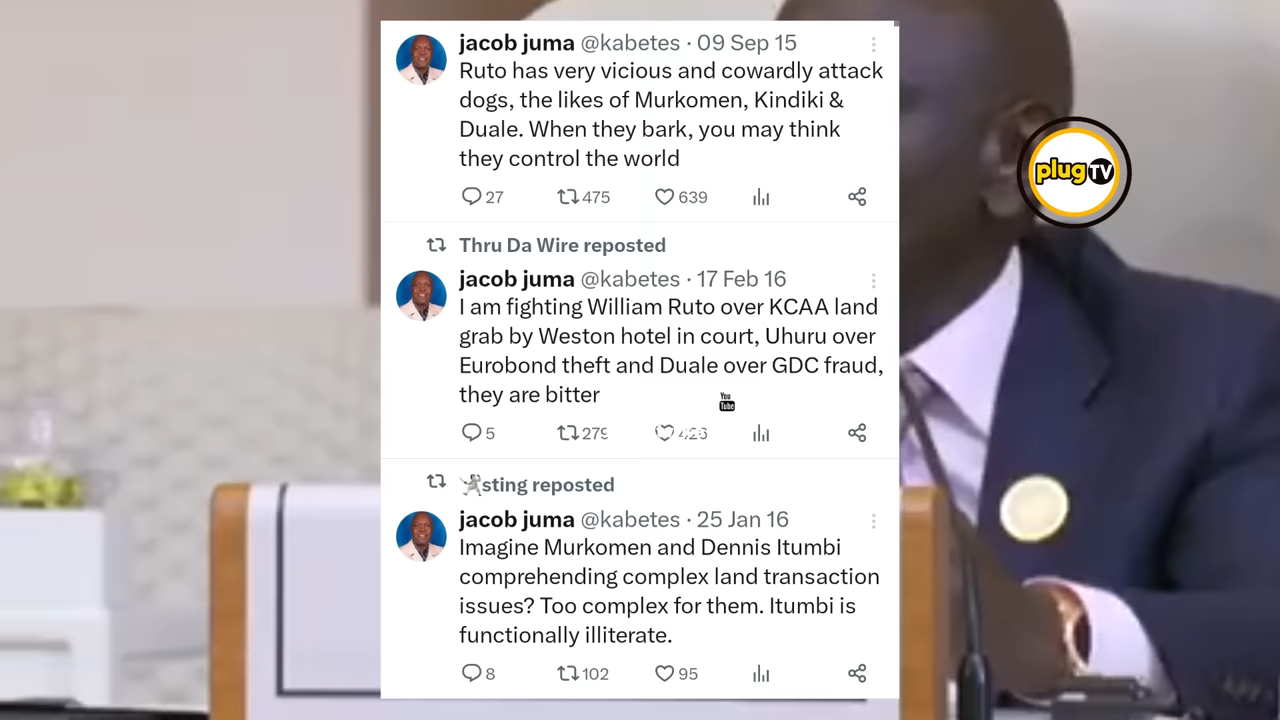 jacob juma @kabetes · 09 Sep 15
Ruto has very vicious and cowardly attack
dogs, the likes of Murkomen, Kindiki &
Duale. When they bark, you may think
they control the world
27 475 639
Thru Da Wire reposted
jacob juma @kabetes · 17 Feb 16
I am fighting William Ruto over KCAA land
grab by Weston hotel in court, Uhuru over
Eurobond theft and Duale over GDC fraud,
they are bitter
You
Tube
5 279 426
sting reposted
jacob juma @kabetes · 25 Jan 16
Imagine Murkomen and Dennis Itumbi
comprehending complex land transaction
issues? Too complex for them. Itumbi is
functionally illiterate.
8 102 95
plug TV